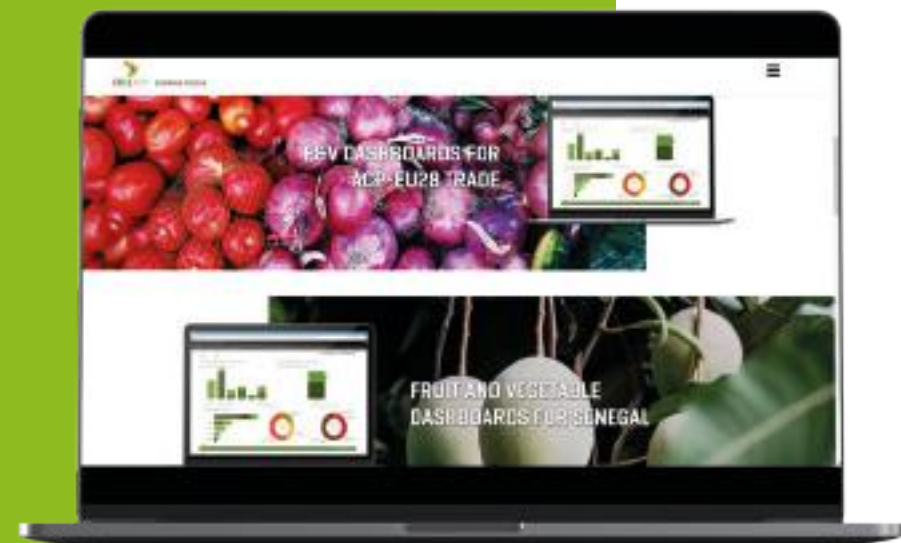 F&V DASHBOARDS FOR
ACP-EU28 TRADE
FRUIT AND VEGETABLE
DASHBOARDS FOR SENEGAL